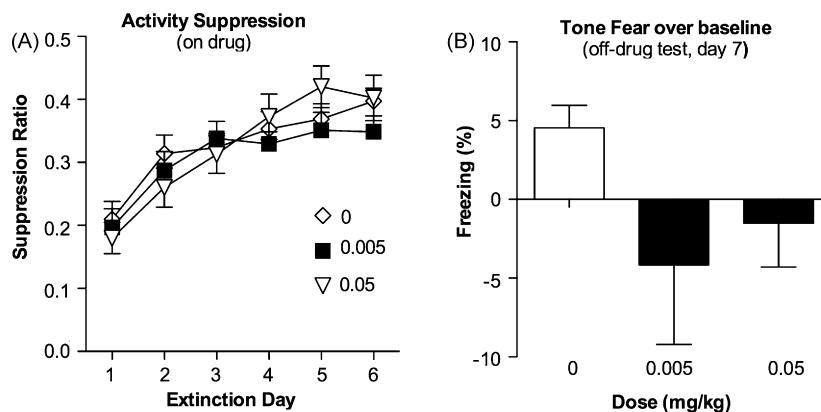 (A)
Activity Suppression
(on drug)
0.5
0.4
0.3
0.2
0.1
0.0
Suppression Ratio
0
0.005
0.05
1 2 3 4 5 6
Extinction Day
(B)
Tone Fear over baseline
(off-drug test, day 7)
10
5
0
-5
-10
Freezing (%)
0 0.005 0.05
Dose (mg/kg)